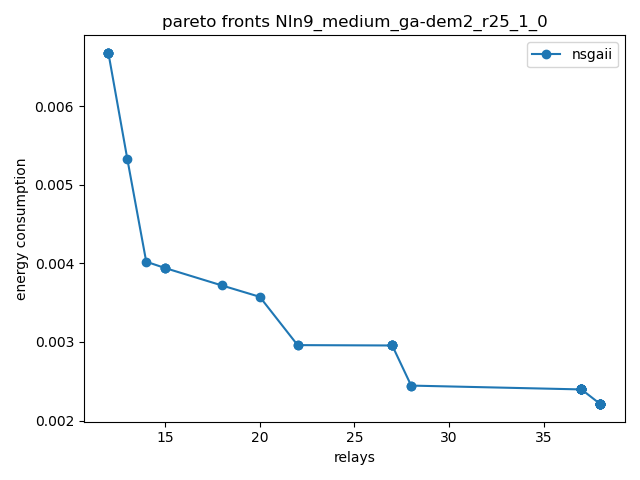 pareto fronts NIn9_medium_ga-dem2_r25_1_0
nsgaii
0.006
0.005
0.004
0.003
0.002
energy consumption
15
20
25
30
35
relays